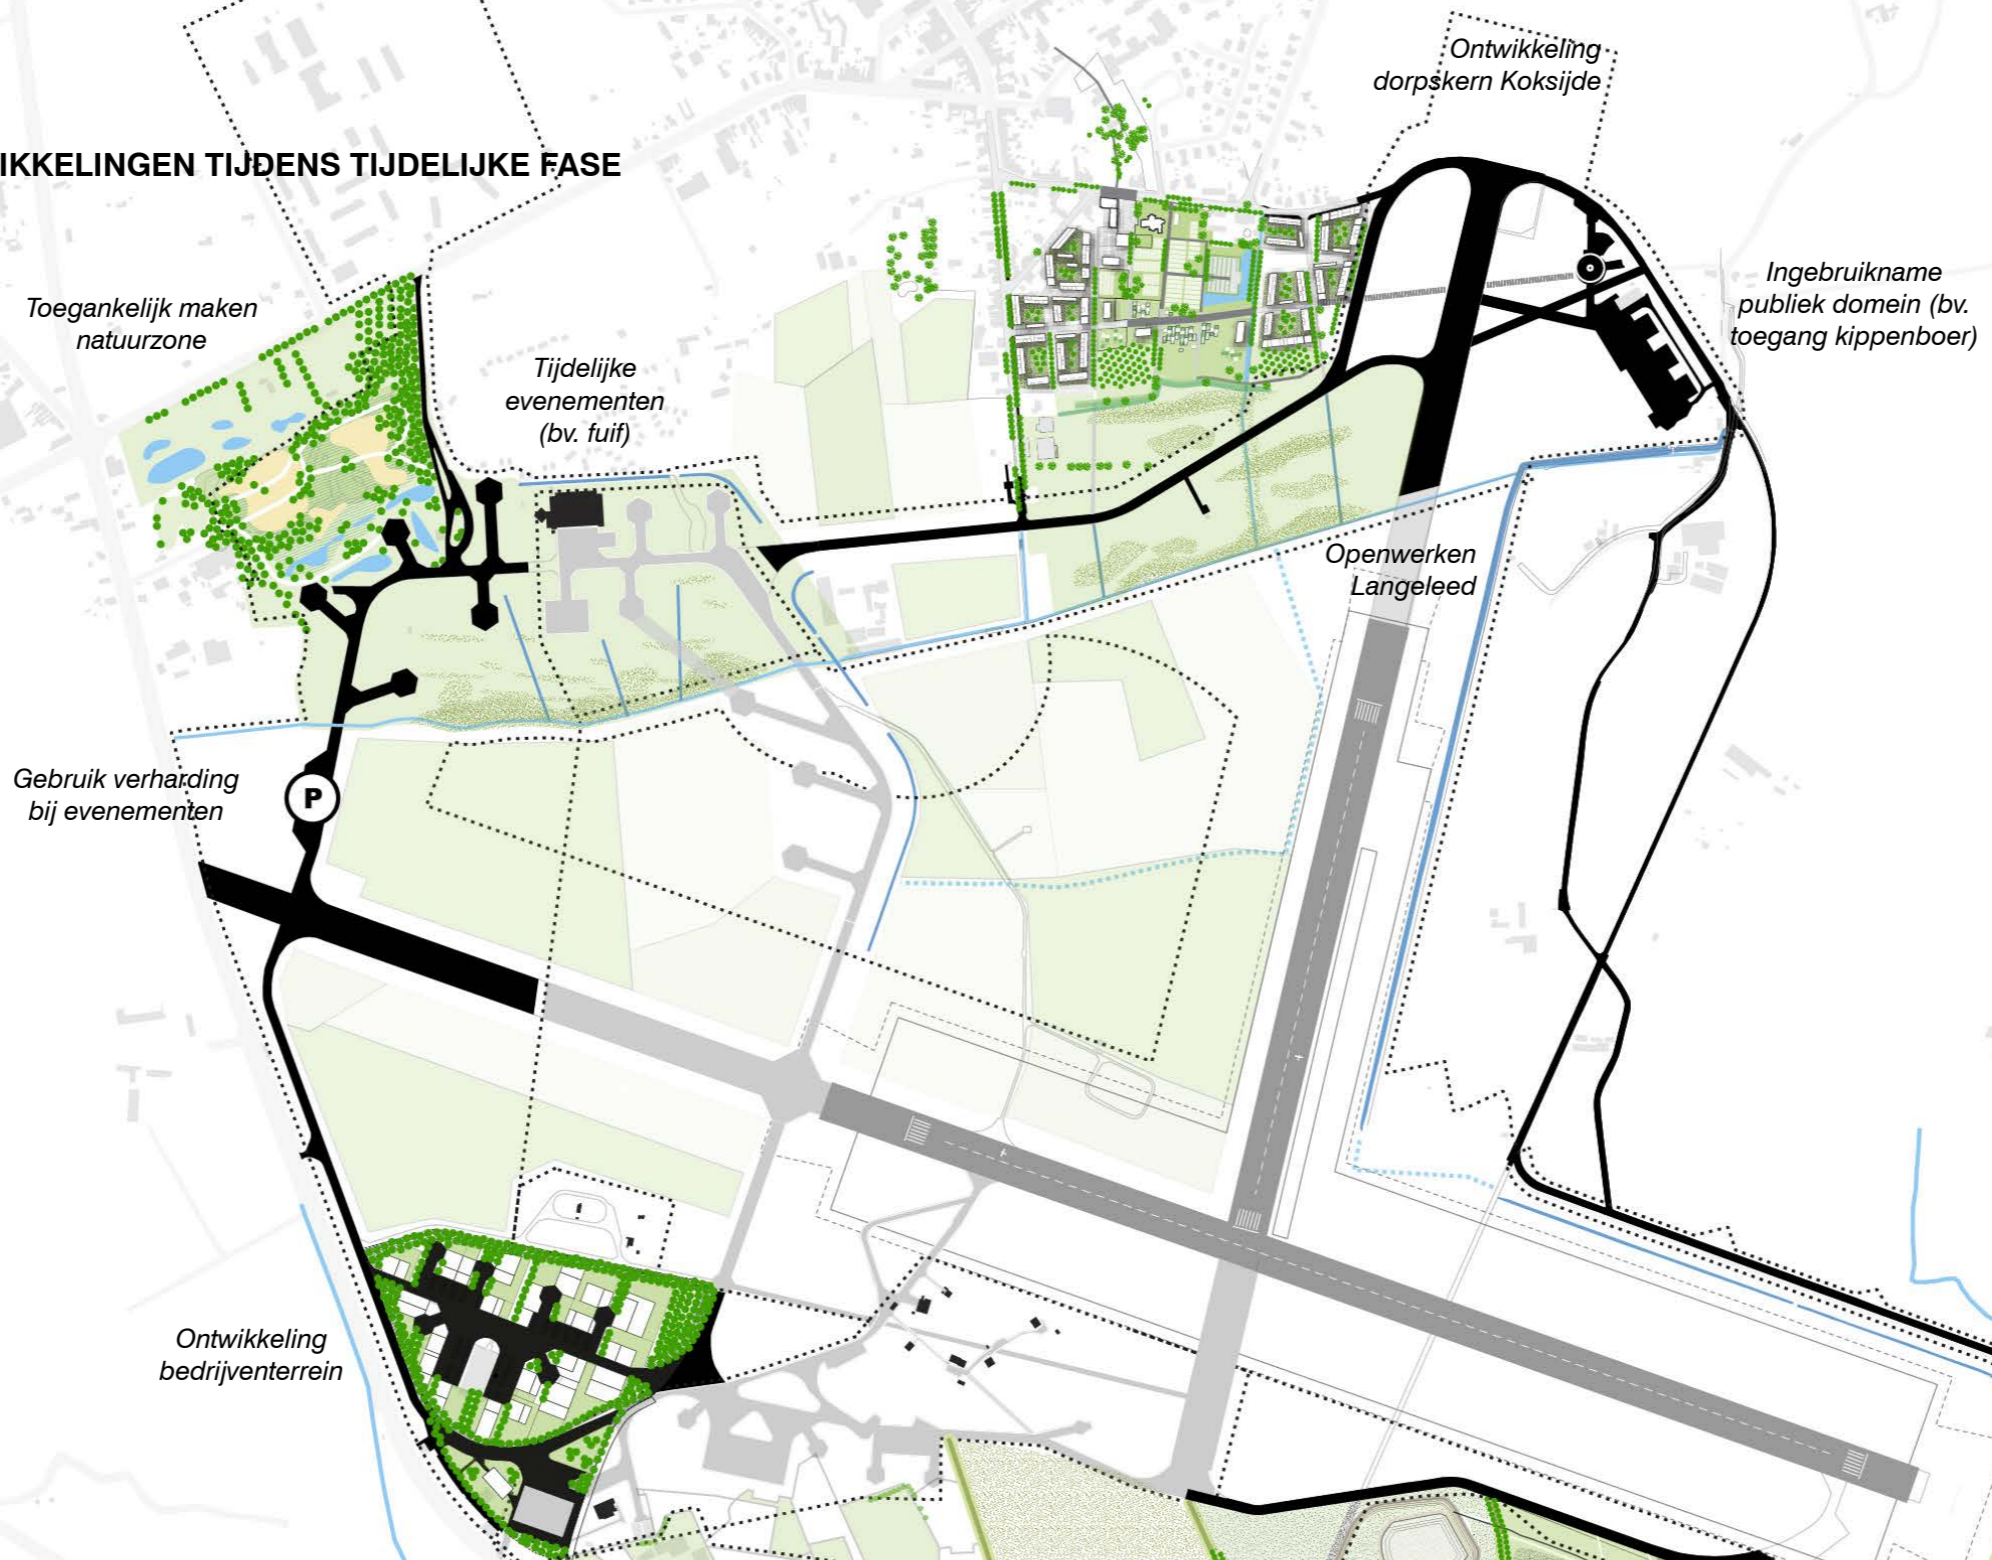 Ontwikkeling
dorpskern Koksijde
IKKELINGEN TIJDENS TIJDELIJKE FASE
Toegankelijk maken
natuurzone
Ingebruikname
publiek domein (bv.
toegang kippenboer)
Tijdelijke
evenementen
(bv. fuif)
Openwerken
Langeleed
Gebruik verharding
bij evenementen
P
Ontwikkeling
bedrijventerrein